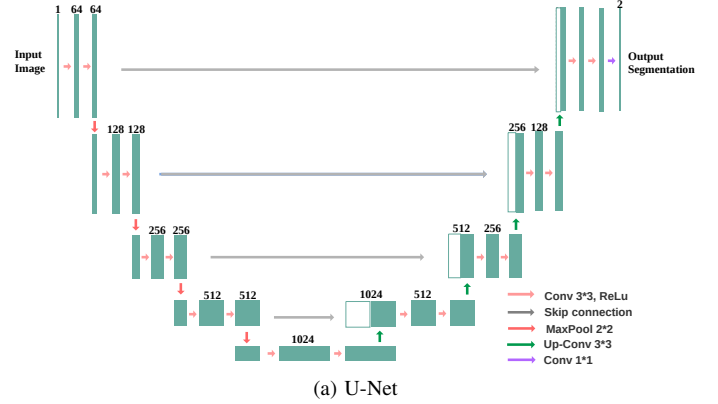 1 64 64
2
Input
Image
Output
Segmentation
128 128
256 128
256 256
512 256
512 512
1024 512
1024
Conv 3*3, ReLu
Skip connection
MaxPool 2*2
Up-Conv 3*3
Conv 1*1
(a) U-Net